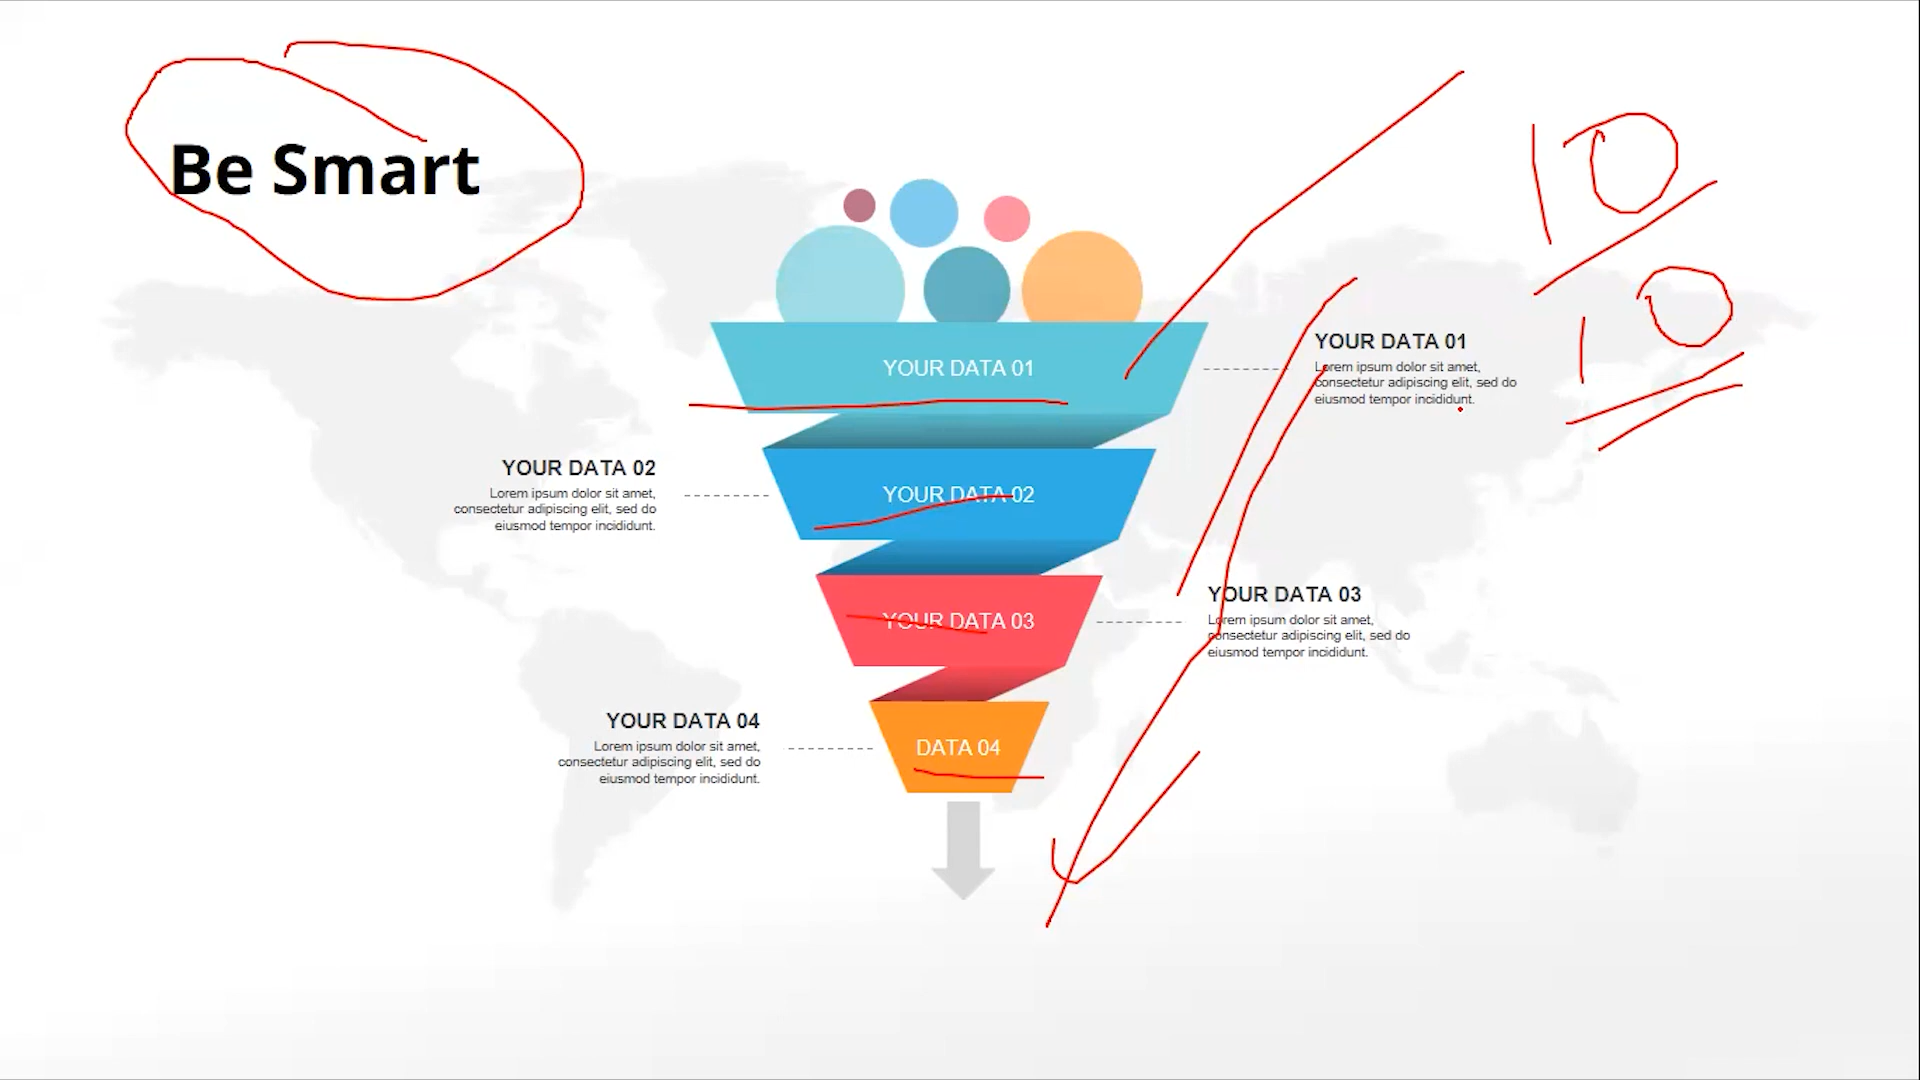 Be Smart
10
10
YOUR DATA 01
YOUR DATA 01
Lorem ipsum dolor sit amet,
consectetur adipiscing elit, sed do
eiusmod tempor incididunt.
YOUR DATA 02
Lorem ipsum dolor sit amet,
consectetur adipiscing elit, sed do
eiusmod tempor incididunt.
YOUR DATA 02
YOUR DATA 03
YOUR DATA 03
Lorem ipsum dolor sit amet,
consectetur adipiscing elit, sed do
eiusmod tempor incididunt.
YOUR DATA 04
Lorem ipsum dolor sit amet,
consectetur adipiscing elit, sed do
eiusmod tempor incididunt.
DATA 04